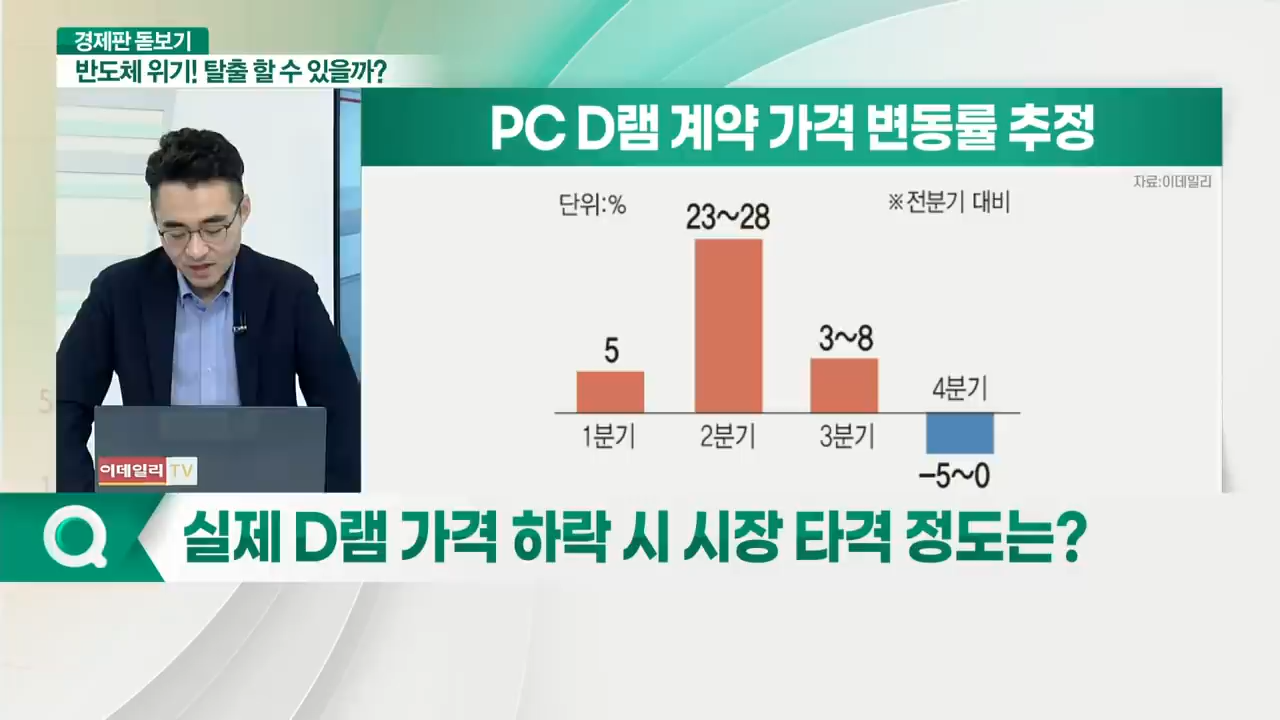 경제판 돋보기
반도체 위기! 탈출 할 수 있을까?
PC D램 계약 가격 변동률 추정
자료:이데일리
단위:%
※전분기 대비
23~28
5
3~8
4분기
1분기
2분기
3분기
-5~0
이데일리 TV
실제 D램 가격 하락 시 시장 타격 정도는?